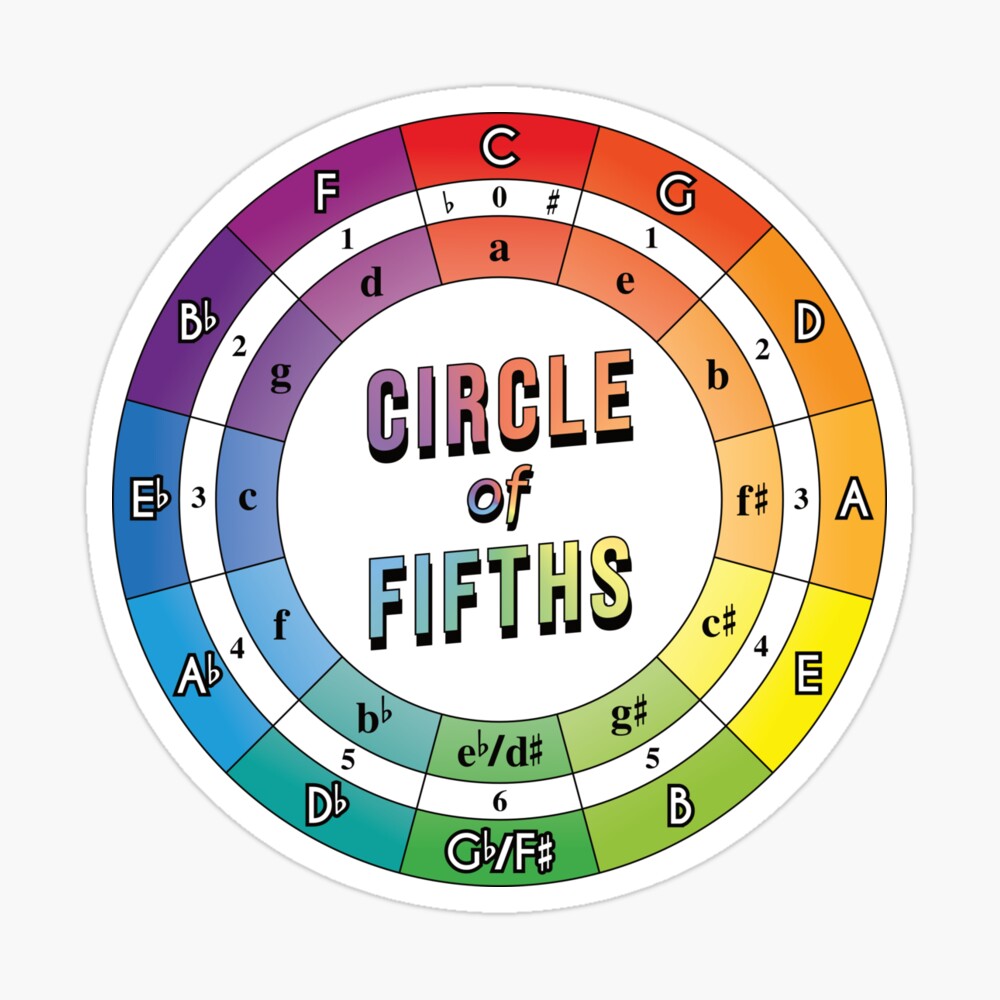 C
G
D
A
E
B
G♭/F♯
D♭
A♭
E♭
B♭
F
♭ 0 ♯
1
2
3
4
5
6
5
4
3
2
1
a
e
b
f♯
c♯
g♯
e♭/d♯
b♭
f
c
g
d
CIRCLE
of
FIFTHS